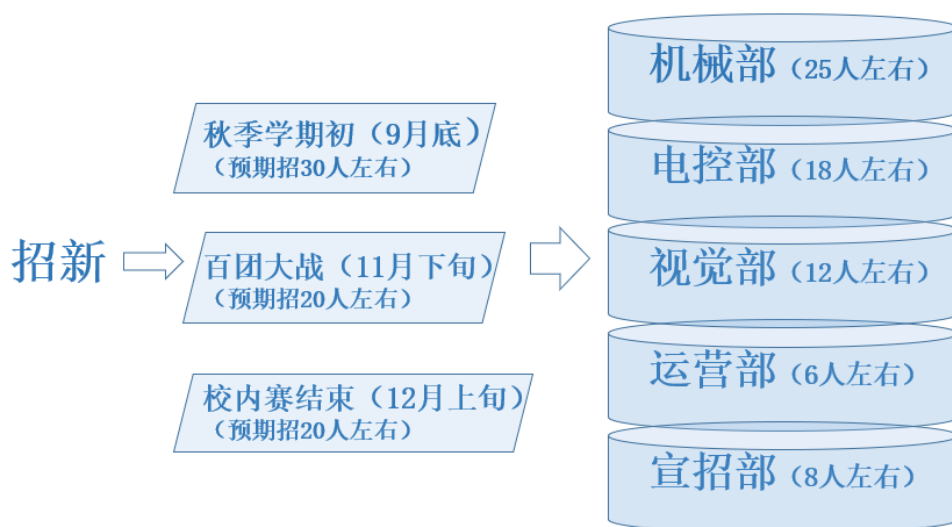 招新
秋季学期初（9月底）
（预期招30人左右）
百团大战（11月下旬）
（预期招20人左右）
校内赛结束（12月上旬）
（预期招20人左右）
机械部（25人左右）
电控部（18人左右）
视觉部（12人左右）
运营部（6人左右）
宣招部（8人左右）